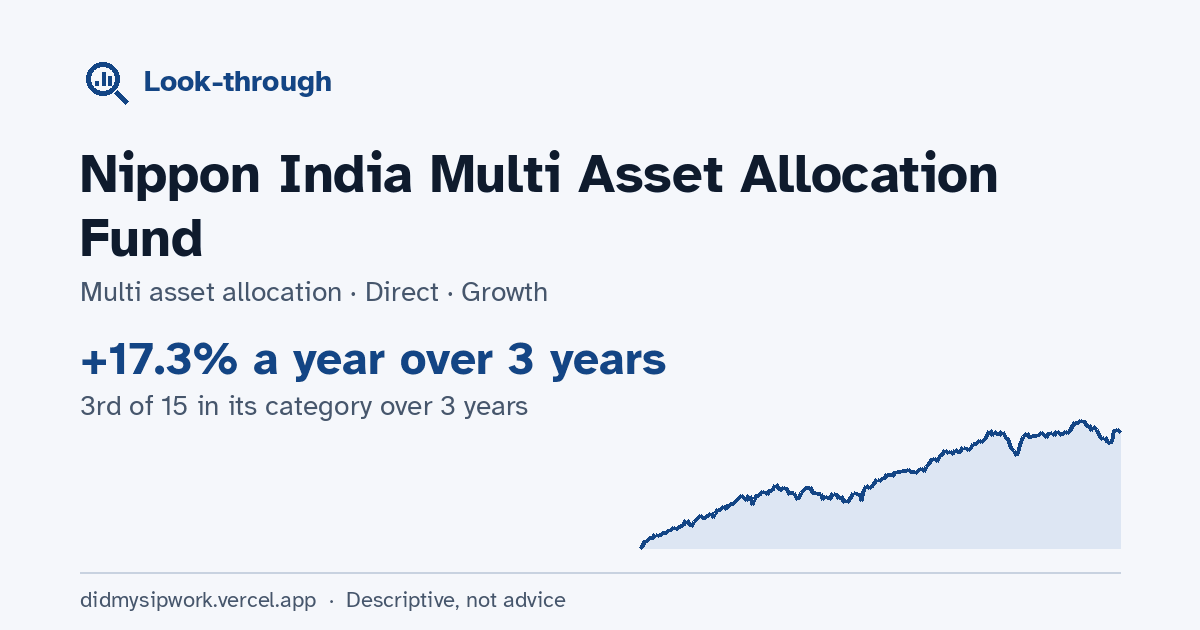 Look-through
Nippon India Multi Asset Allocation
Fund
Multi asset allocation · Direct · Growth
+17.3% a year over 3 years
3rd of 15 in its category over 3 years
didmysipwork.vercel.app · Descriptive, not advice